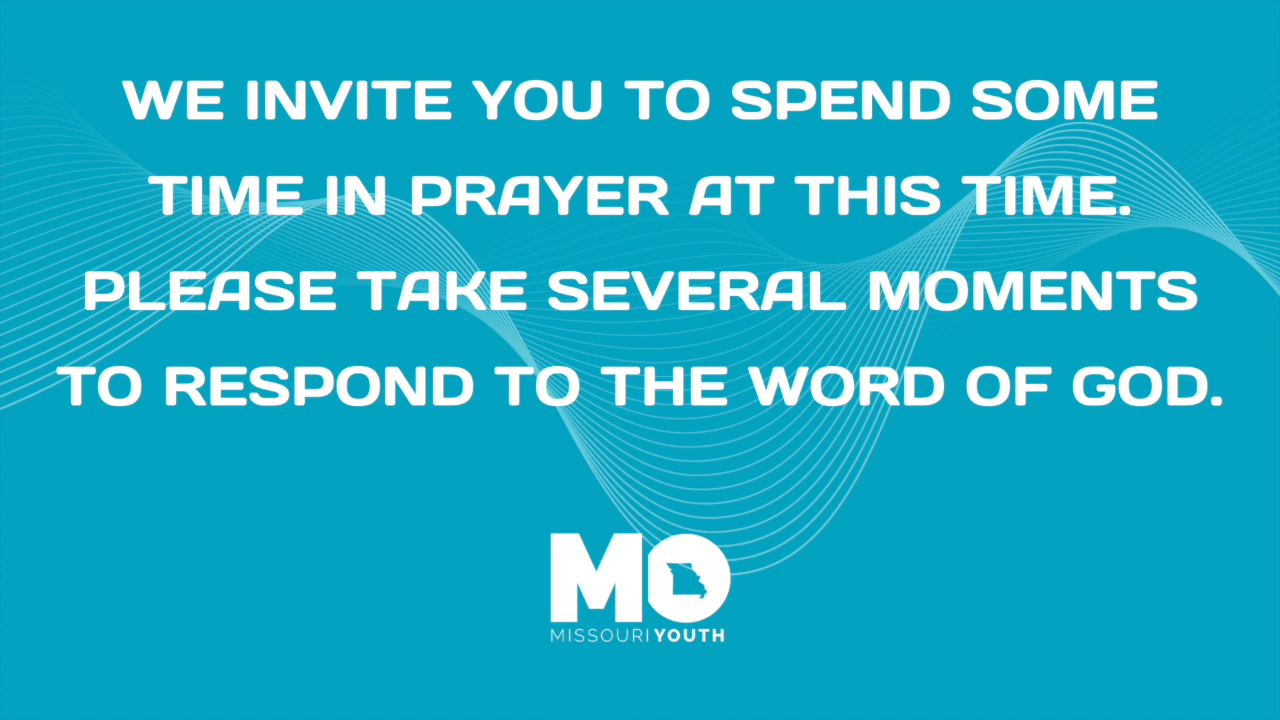 WE INVITE YOU TO SPEND SOME
TIME IN PRAYER AT THIS TIME.
PLEASE TAKE SEVERAL MOMENTS
TO RESPOND TO THE WORD OF GOD.
MO
MISSOURI YOUTH